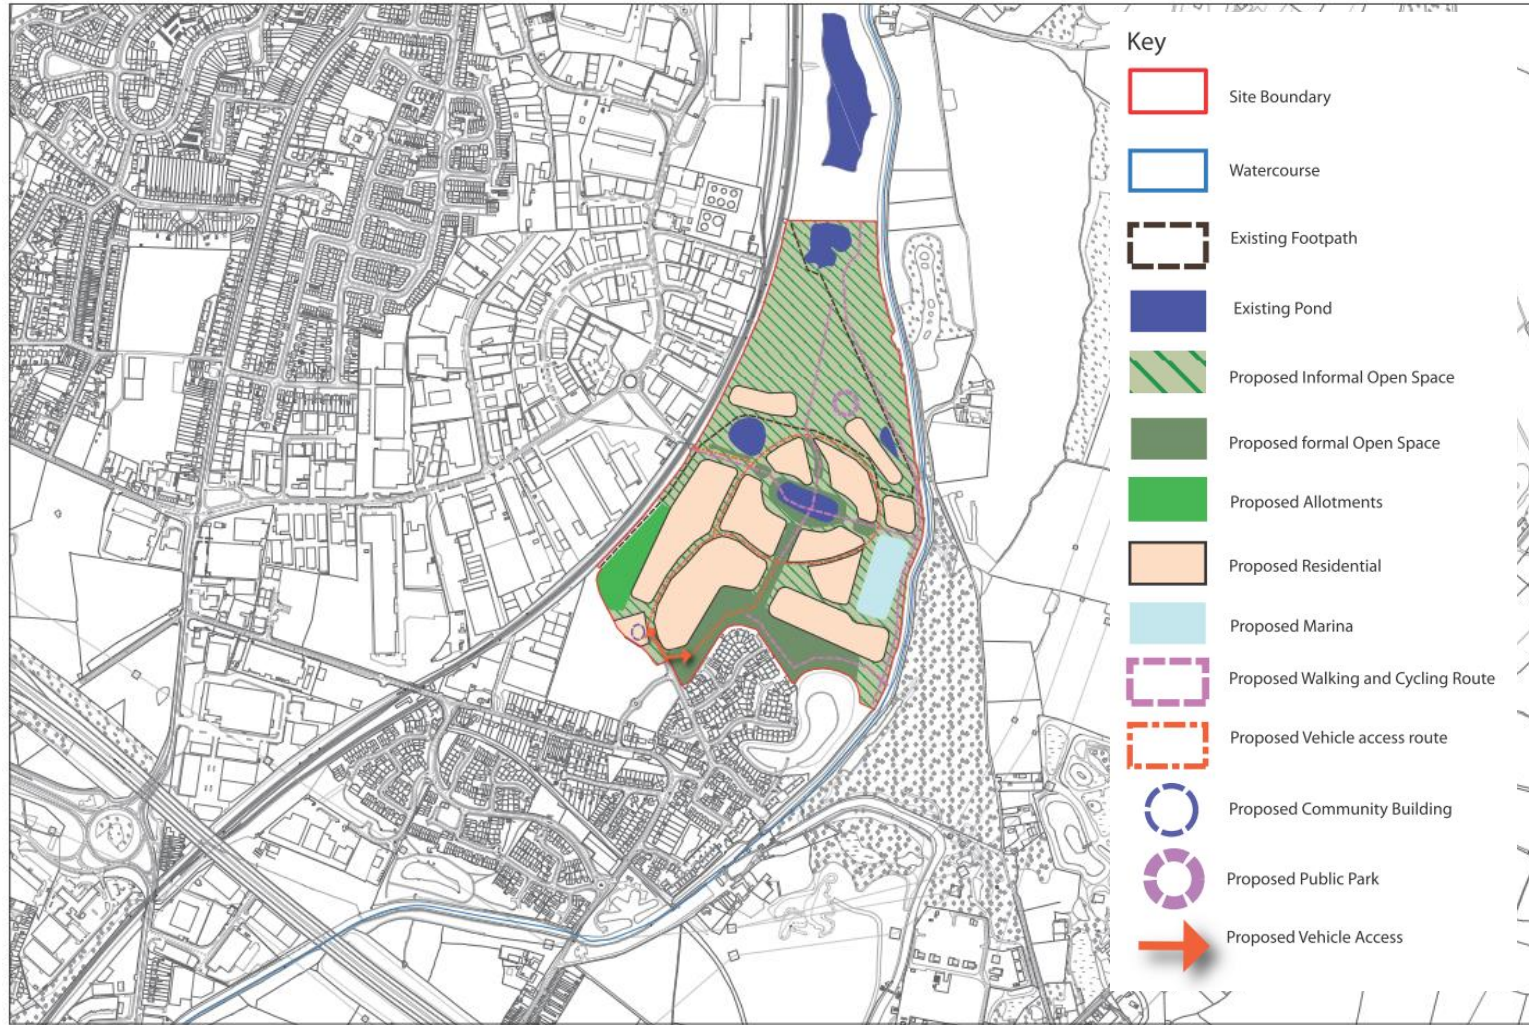 Key
Site Boundary
Watercourse
Existing Footpath
Existing Pond
Proposed Informal Open Space
Proposed formal Open Space
Proposed Allotments
Proposed Residential
Proposed Marina
Proposed Walking and Cycling Route
Proposed Vehicle access route
Proposed Community Building
Proposed Public Park
Proposed Vehicle Access